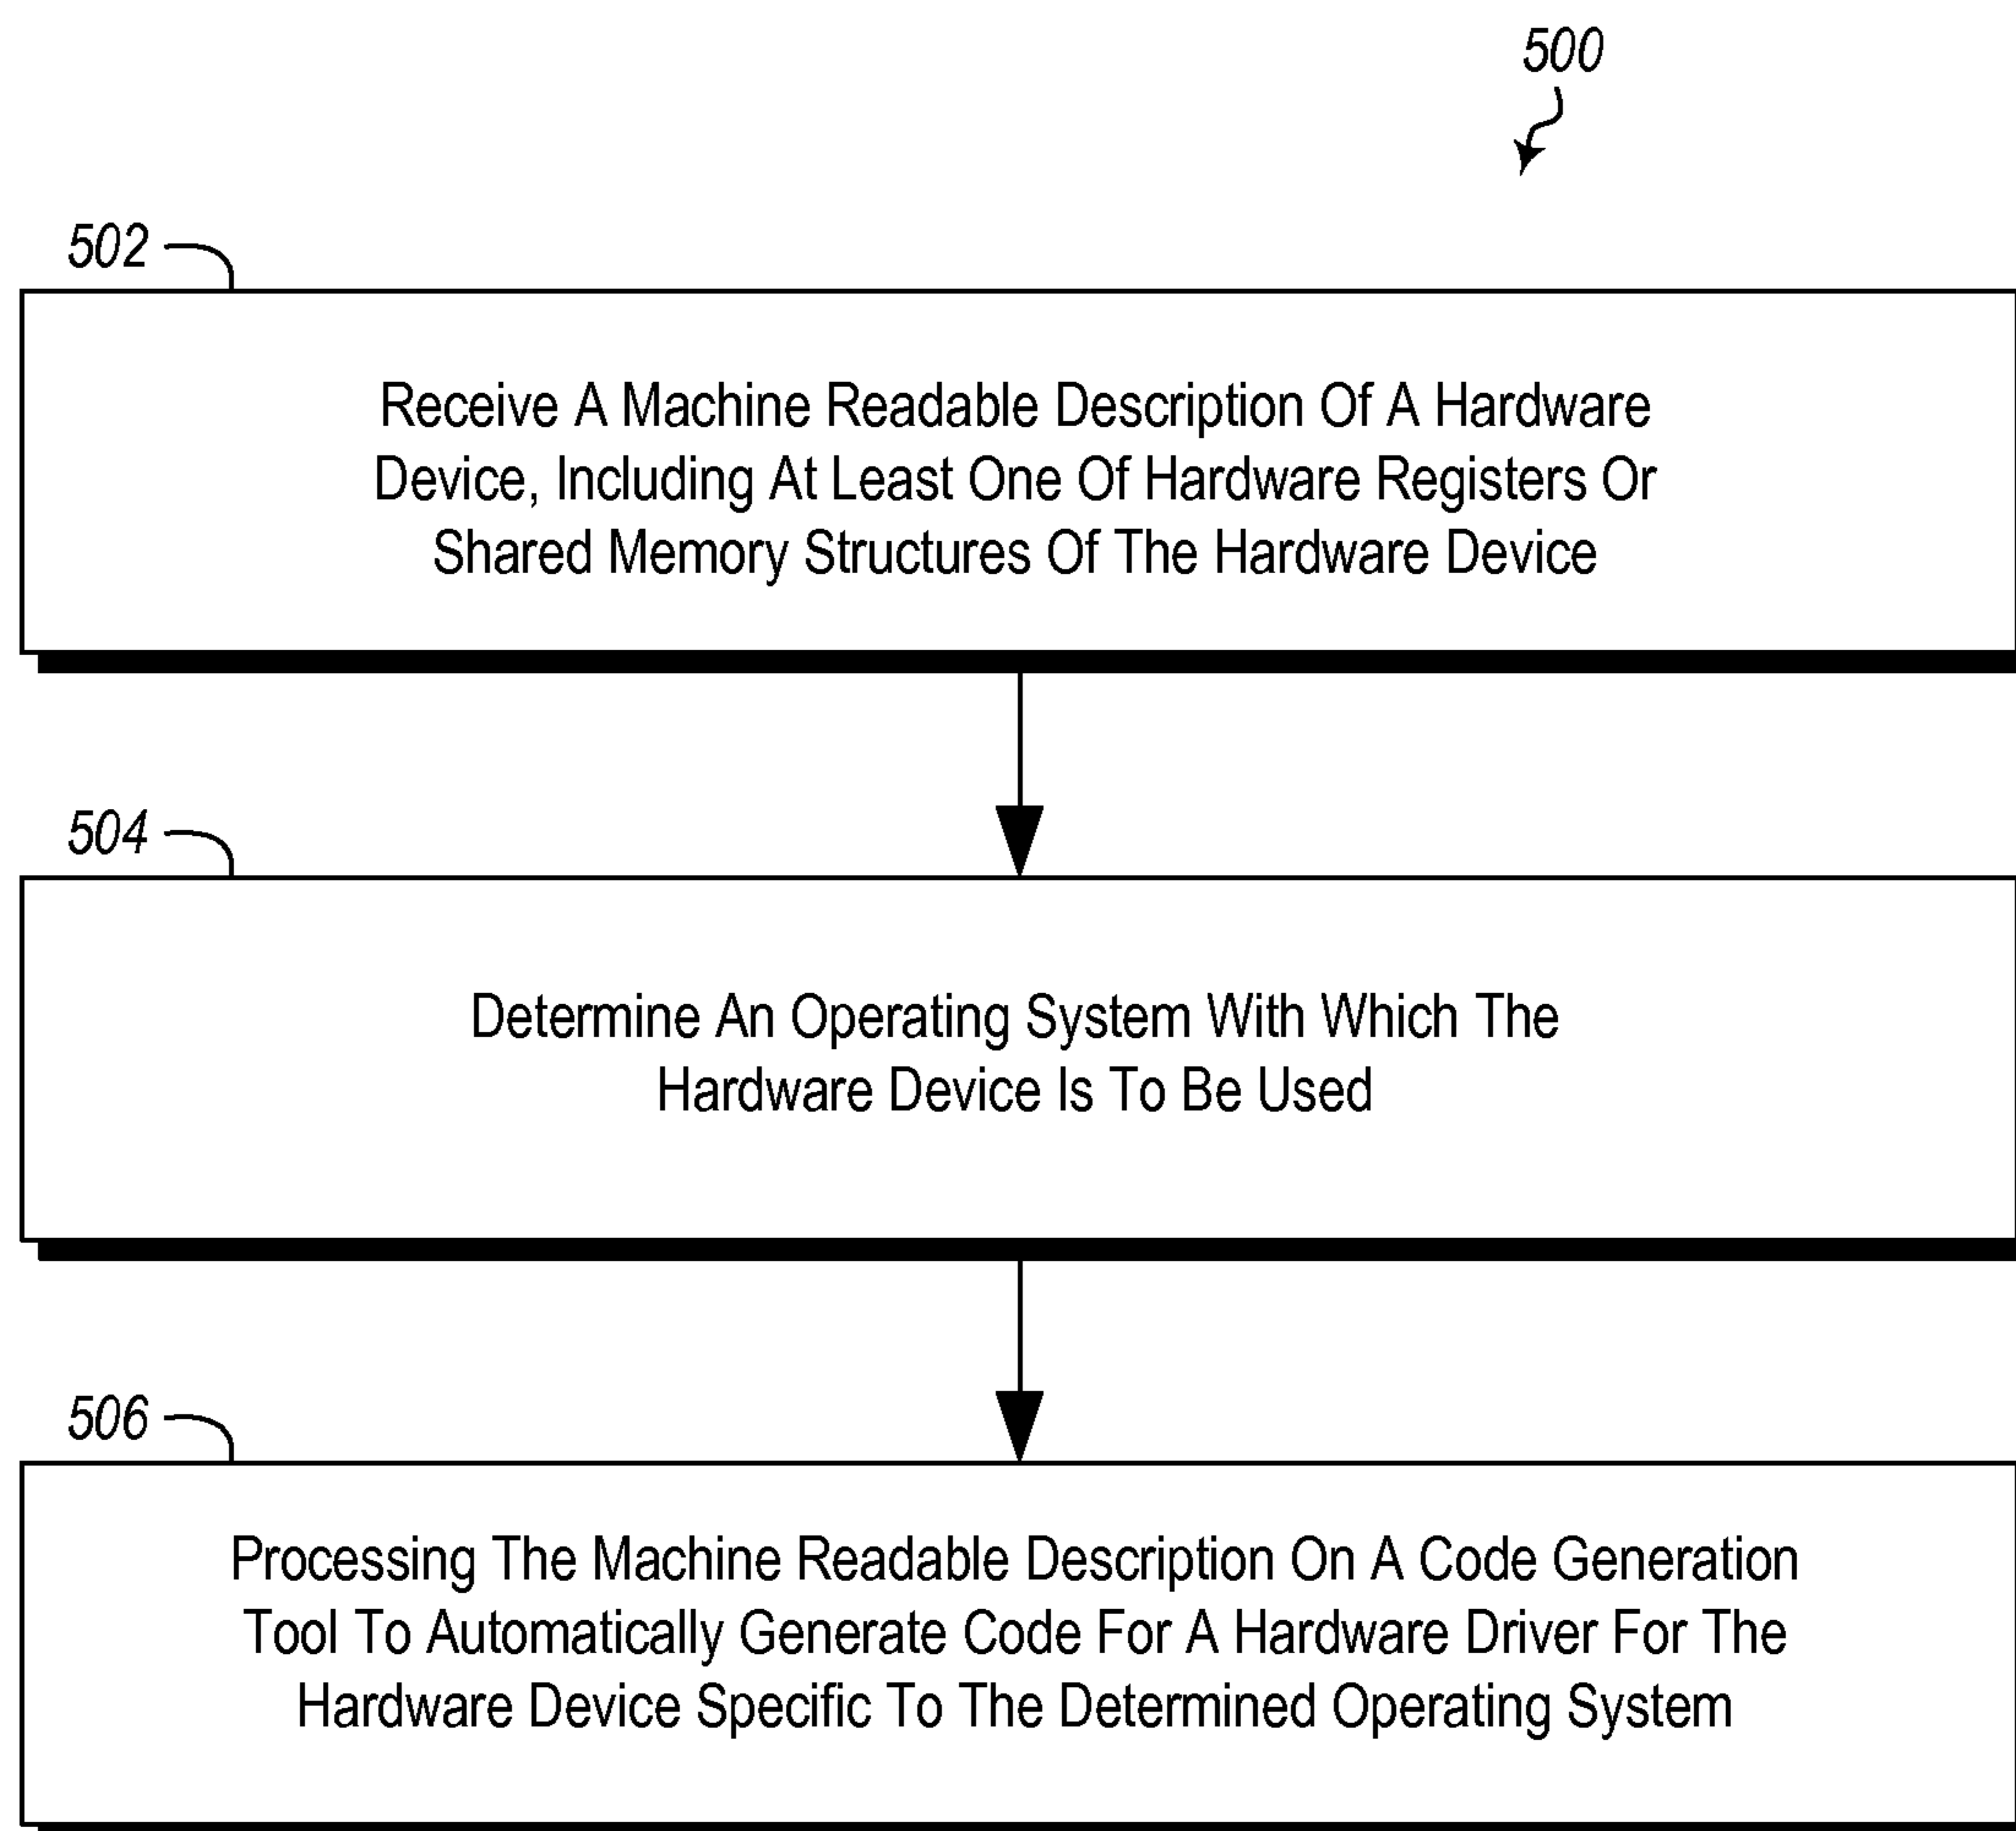 500
502
Receive A Machine Readable Description Of A Hardware
Device, Including At Least One Of Hardware Registers Or
Shared Memory Structures Of The Hardware Device
504
Determine An Operating System With Which The
Hardware Device Is To Be Used
506
Processing The Machine Readable Description On A Code Generation
Tool To Automatically Generate Code For A Hardware Driver For The
Hardware Device Specific To The Determined Operating System